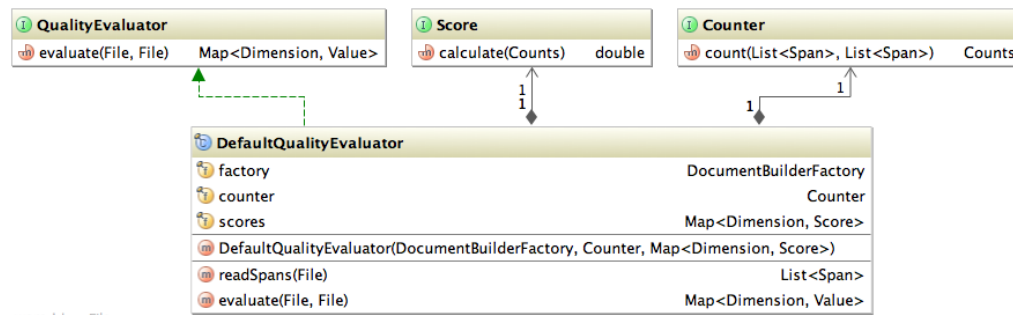 QualityEvaluator
evaluate(File, File) Map<Dimension, Value>
Score
calculate(Counts) double
Counter
count(List<Span>, List<Span>) Counts
1
1
1
1
DefaultQualityEvaluator
factory DocumentBuilderFactory
counter Counter
scores Map<Dimension, Score>
DefaultQualityEvaluator(DocumentBuilderFactory, Counter, Map<Dimension, Score>)
readSpans(File) List<Span>
evaluate(File, File) Map<Dimension, Value>